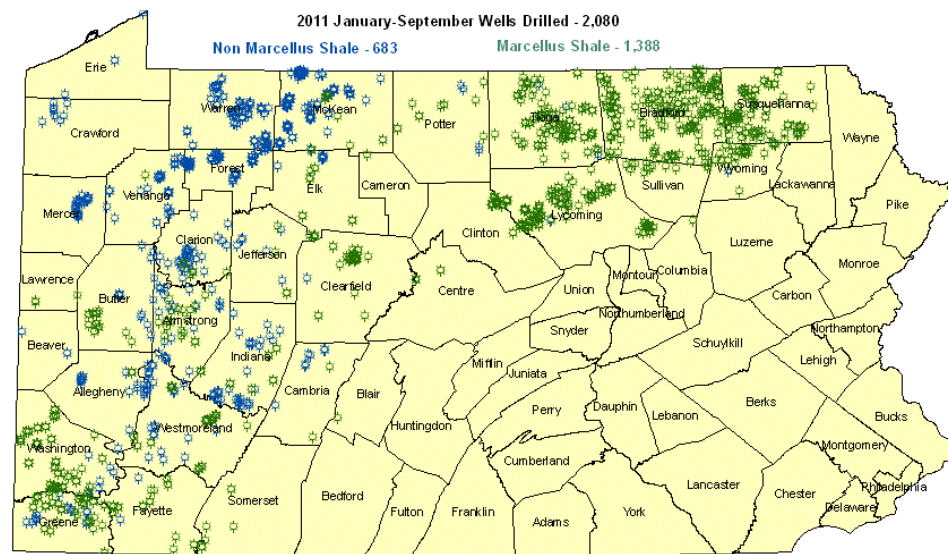 2011 January-September Wells Drilled - 2,080
Non Marcellus Shale - 683
Marcellus Shale - 1,388
Erie
Warren
McKean
Potter
Tioga
Bradford
Susquehanna
Crawford
Wayne
Forest
Elk
Cameron
Sullivan
Wyoming
Lackawanna
Venango
Mercer
Lycoming
Pike
Clinton
Clarion
Jefferson
Luzerne
Lawrence
Clearfield
Centre
Union
Montour
Columbia
Monroe
Butler
Carbon
Armstrong
Northumberland
Snyder
Northampton
Beaver
Schuylkill
Indiana
Mifflin
Lehigh
Allegheny
Cambria
Blair
Juniata
Huntingdon
Perry
Dauphin
Lebanon
Berks
Bucks
Westmoreland
Washington
Montgomery
Cumberland
Philadelphia
Lancaster
Chester
Delaware
Greene
Fayette
Somerset
Bedford
Fulton
Franklin
Adams
York